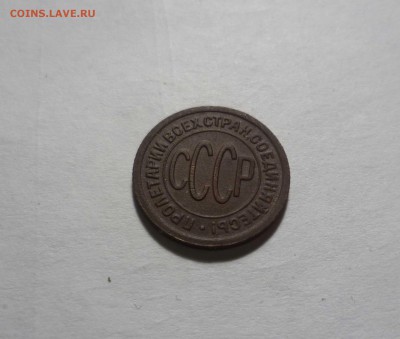 COINS.LAVE.RU
ПРОЛЕТАРИИ ВСЕХ СТРАН, СОЕДИНЯЙТЕСЬ!
СССР